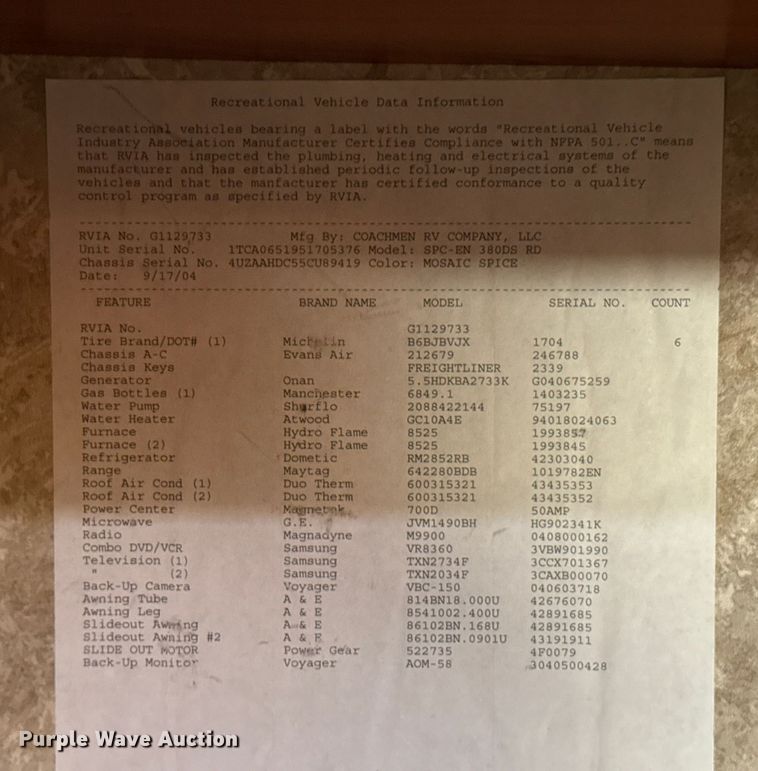 Recreational Vehicle Data Information
Recreational vehicles bearing a label with the words "Recreational Vehicle
Industry Association Manufacturer Certifies Compliance with NFPA 501..C" means
that RVIA has inspected the plumbing, heating and electrical systems of the
manufacturer and has established periodic follow-up inspections of the
vehicles and that the manfacturer has certified conformance to a quality
control program as specified by RVIA.
RVIA No. G1129733 Mfg By: COACHMEN RV COMPANY, LLC
Unit Serial No. 1TCA0651951705376 Model: SPC-EN 380DS RD
Chassis Serial No. 4UZAAHDC55CU89419 Color: MOSAIC SPICE
Date: 9/17/04
FEATURE BRAND NAME MODEL SERIAL NO. COUNT
RVIA No. G1129733
Tire Brand/DOT# (1) Michelin B6BJBVJX 1704 6
Chassis A-C Evans Air 212679 246788
Chassis Keys FREIGHTLINER 2339
Generator Onan 5.5HDKBA2733K G040675259
Gas Bottles (1) Manchester 6849.1 1403235
Water Pump Shurflo 2088422144 75197
Water Heater Atwood GC10A4E 94018024063
Furnace Hydro Flame 8525 1993857
Furnace (2) Hydro Flame 8525 1993845
Refrigerator Dometic RM2852RB 42303040
Range Maytag 642280BDB 1019782EN
Roof Air Cond (1) Duo Therm 600315321 43435353
Roof Air Cond (2) Duo Therm 600315321 43435352
Power Center Magnetek 700D 50AMP
Microwave G.E. JVM1490BH HG902341K
Radio Magnadyne M9900 0408000162
Combo DVD/VCR Samsung VR8360 3VBW901990
Television (1) Samsung TXN2734F 3CCX701367
" (2) Samsung TXN2034F 3CAXB00070
Back-Up Camera Voyager VBC-150 040603718
Awning Tube A & E 814BN18.000U 42676070
Awning Leg A & E 8541002.400U 42891685
Slideout Awning A & E 86102BN.168U 42891685
Slideout Awning #2 A & E 86102BN.0901U 43191911
SLIDE OUT MOTOR Power Gear 522735 4F0079
Back-Up Monitor Voyager AOM-58 3040500428
Purple Wave Auction